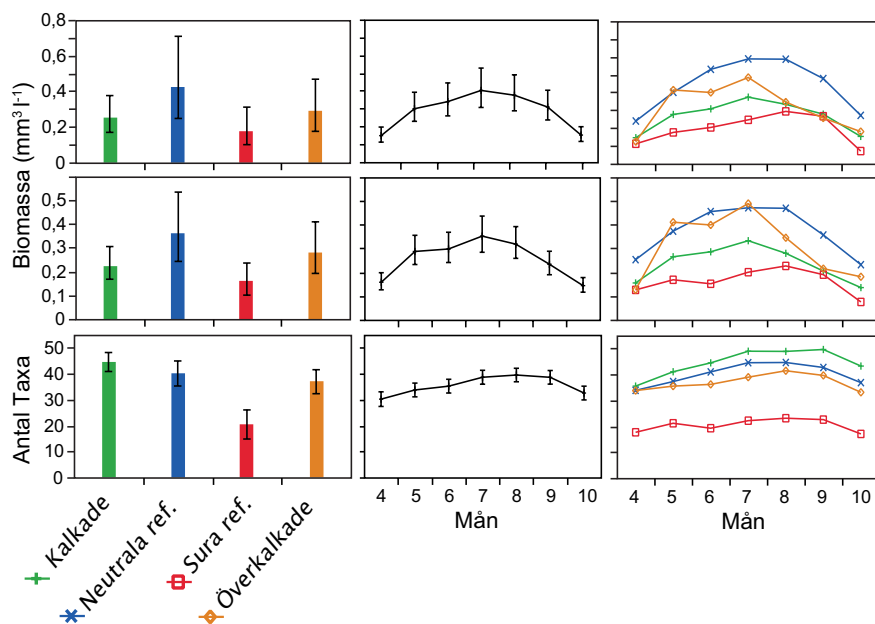 0,8
0,6
0,4
0,2
0
Biomassa (mm³ l⁻¹)
0,5
0,4
0,3
0,2
0,1
0
50
40
30
20
10
0
Antal Taxa
4 5 6 7 8 9 10
Mån
4 5 6 7 8 9 10
Mån
Kalkade
Neutrala ref.
Sura ref.
Överkalkade